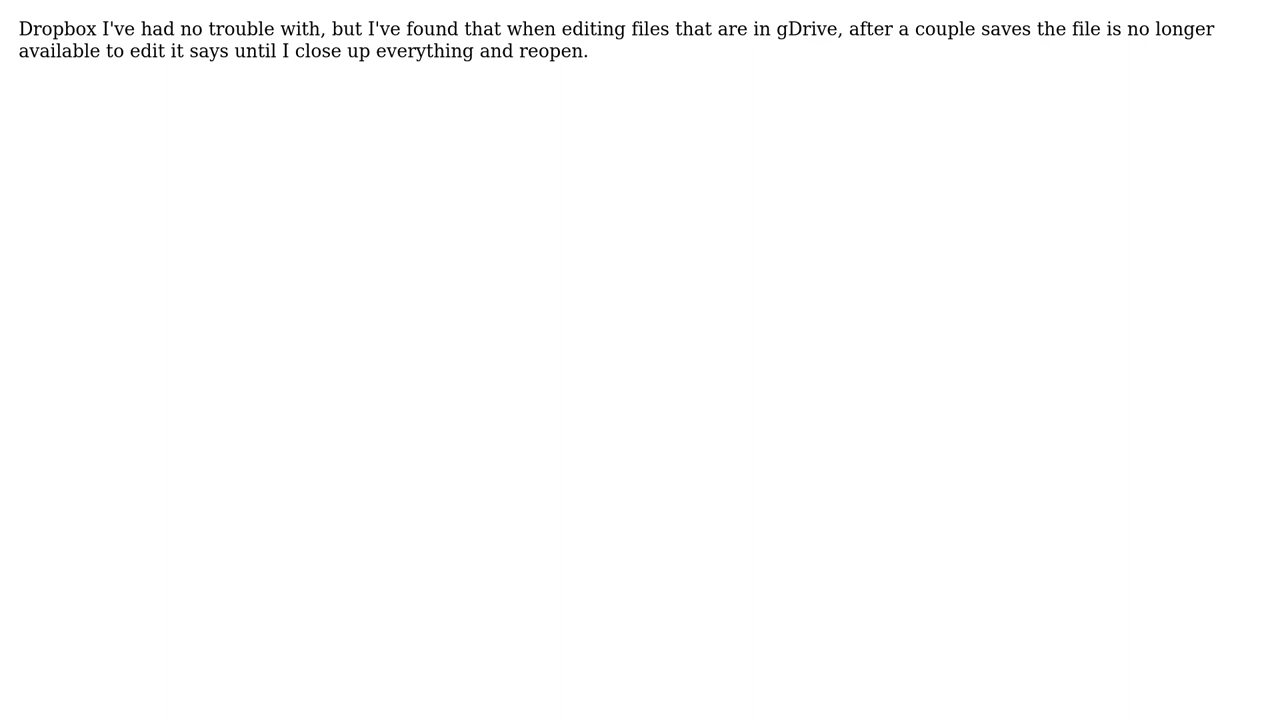 Dropbox I've had no trouble with, but I've found that when editing files that are in gDrive, after a couple saves the file is no longer
available to edit it says until I close up everything and reopen.